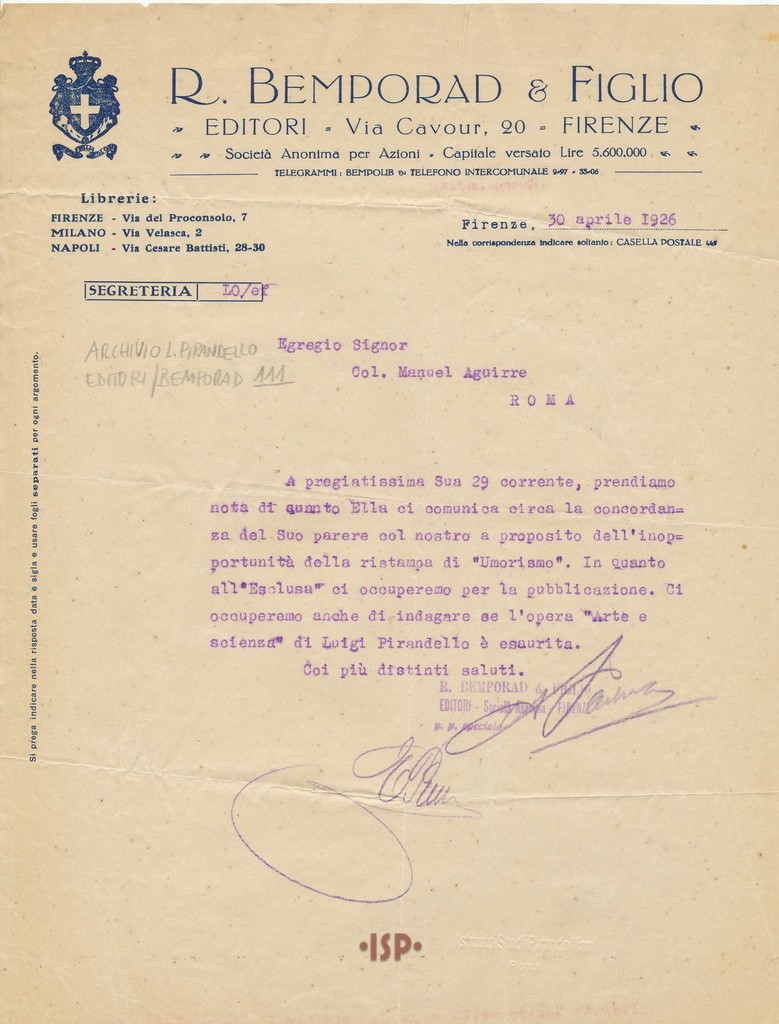 R. BEMPORAD & FIGLIO
EDITORI - Via Cavour, 20 - FIRENZE
Società Anonima per Azioni - Capitale versato Lire 5.600.000
TELEGRAMMI: BEMPOLIB TELEFONO INTERCOMUNALE 2-97 - 33-06
Librerie:
FIRENZE - Via del Proconsolo, 7
MILANO - Via Velasca, 2
NAPOLI - Via Cesare Battisti, 28-30
Firenze, 30 aprile 1926
Nella corrispondenza indicare soltanto: CASELLA POSTALE 449
SEGRETERIA LO/ef
ARCHIVIO L. PIRANDELLO
EDITORI/BEMPORAD 111
Egregio Signor
Col. Manuel Aguirre
ROMA
A pregiatissima Sua 29 corrente, prendiamo
nota di quanto Ella ci comunica circa la concordan=
za del Suo parere col nostro a proposito dell'inop=
portunità della ristampa di "Umorismo". In quanto
all'"Esclusa" ci occuperemo per la pubblicazione. Ci
occuperemo anche di indagare se l'opera "Arte e
scienza" di Luigi Pirandello è esaurita.
Coi più distinti saluti.
R. BEMPORAD & FIGLIO
EDITORI - Società Anonima - FIRENZE
p. p. speciale
Si prega indicare nella risposta data e sigla e usare fogli separati per ogni argomento.
·ISP·
Roma